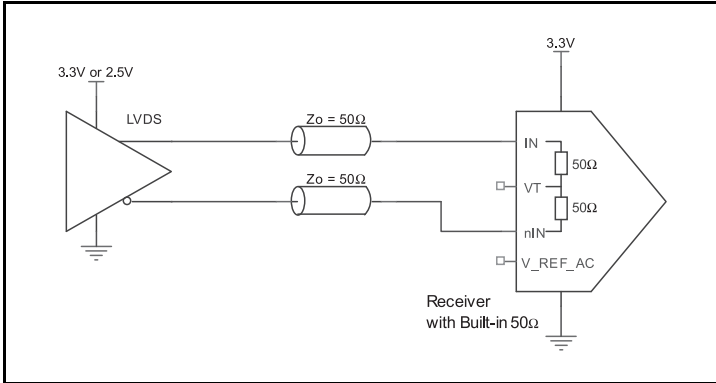 3.3V
3.3V or 2.5V
LVDS
Zo = 50Ω
IN
50Ω
Zo = 50Ω
VT
50Ω
nIN
V_REF_AC
Receiver
with Built-in 50Ω